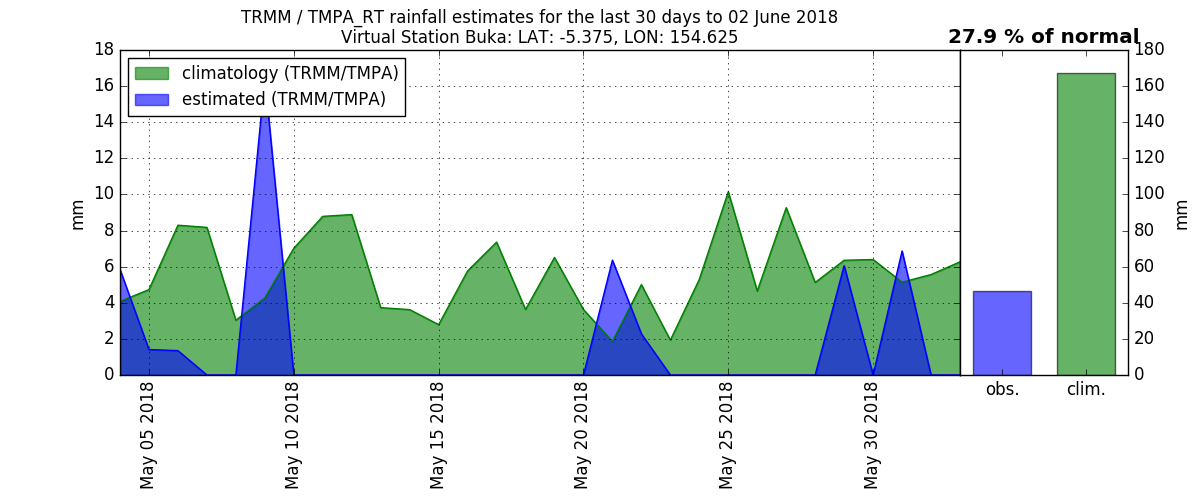 TRMM / TMPA_RT rainfall estimates for the last 30 days to 02 June 2018
Virtual Station Buka: LAT: -5.375, LON: 154.625
27.9 % of normal
climatology (TRMM/TMPA)
estimated (TRMM/TMPA)
mm
18
16
14
12
10
8
6
4
2
0
May 05 2018
May 10 2018
May 15 2018
May 20 2018
May 25 2018
May 30 2018
obs.
clim.
180
160
140
120
100
80
60
40
20
0
mm